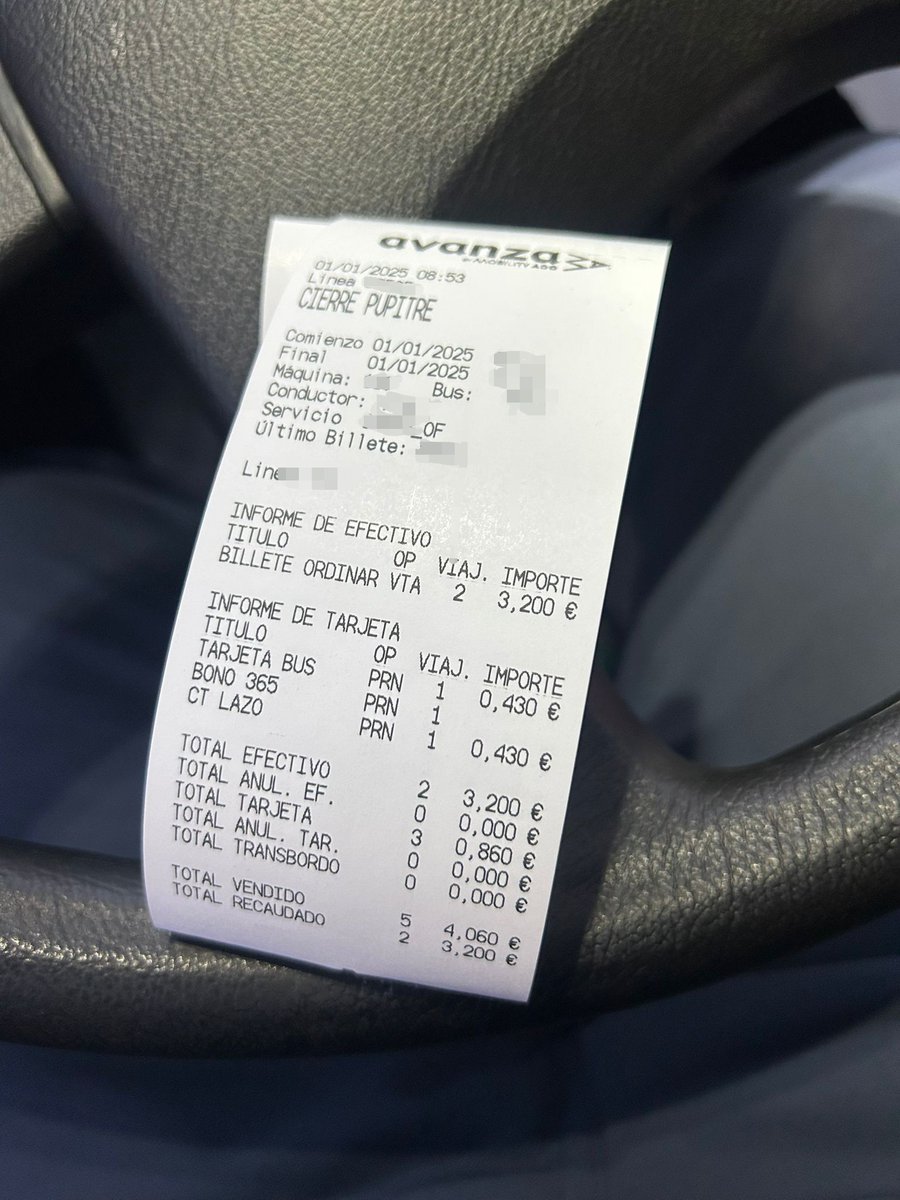 avanza
a MOBILITY ADO
01/01/2025 08:53
Línea
CIERRE PUPITRE
Comienzo 01/01/2025
Final 01/01/2025
Máquina: Bus:
Conductor:
Servicio _OF
Último Billete:
Líne
INFORME DE EFECTIVO
TITULO OP VIAJ. IMPORTE
BILLETE ORDINAR VTA 2 3,200 €
INFORME DE TARJETA
TITULO OP VIAJ. IMPORTE
TARJETA BUS PRN 1 0,430 €
BONO 365 PRN 1
CT LAZO PRN 1 0,430 €
TOTAL EFECTIVO 2 3,200 €
TOTAL ANUL. EF. 0 0,000 €
TOTAL TARJETA 3 0,860 €
TOTAL ANUL. TAR. 0 0,000 €
TOTAL TRANSBORDO 0 0,000 €
TOTAL VENDIDO 5 4,060 €
TOTAL RECAUDADO 2 3,200 €